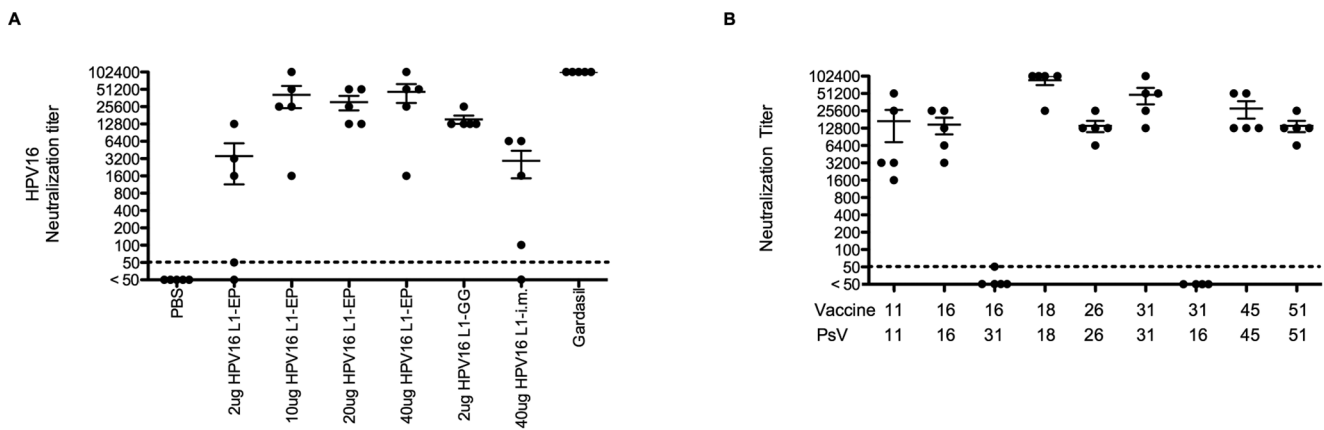 A
HPV16
Neutralization titer
102400
51200
25600
12800
6400
3200
1600
800
400
200
100
50
< 50
PBS
2ug HPV16 L1-EP
10ug HPV16 L1-EP
20ug HPV16 L1-EP
40ug HPV16 L1-EP
2ug HPV16 L1-GG
40ug HPV16 L1-i.m.
Gardasil
B
Neutralization Titer
102400
51200
25600
12800
6400
3200
1600
800
400
200
100
50
< 50
Vaccine 11 16 16 18 26 31 31 45 51
PsV 11 16 31 18 26 31 16 45 51